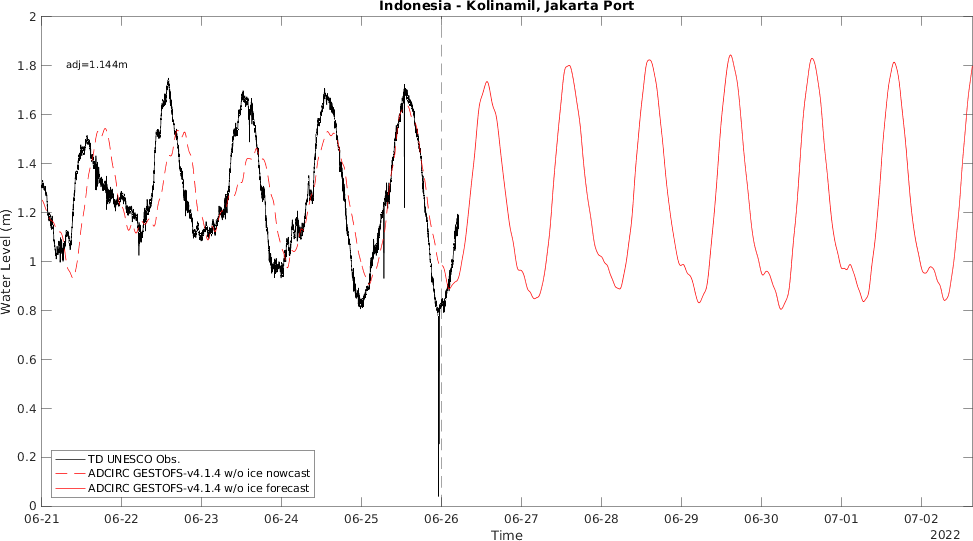 Indonesia - Kolinamil, Jakarta Port
adj=1.144m
2
1.8
1.6
1.4
1.2
1
0.8
0.6
0.4
0.2
0
Water Level (m)
TD UNESCO Obs.
ADCIRC GESTOFS-v4.1.4 w/o ice nowcast
ADCIRC GESTOFS-v4.1.4 w/o ice forecast
06-21 06-22 06-23 06-24 06-25 06-26 06-27 06-28 06-29 06-30 07-01 07-02
Time
2022